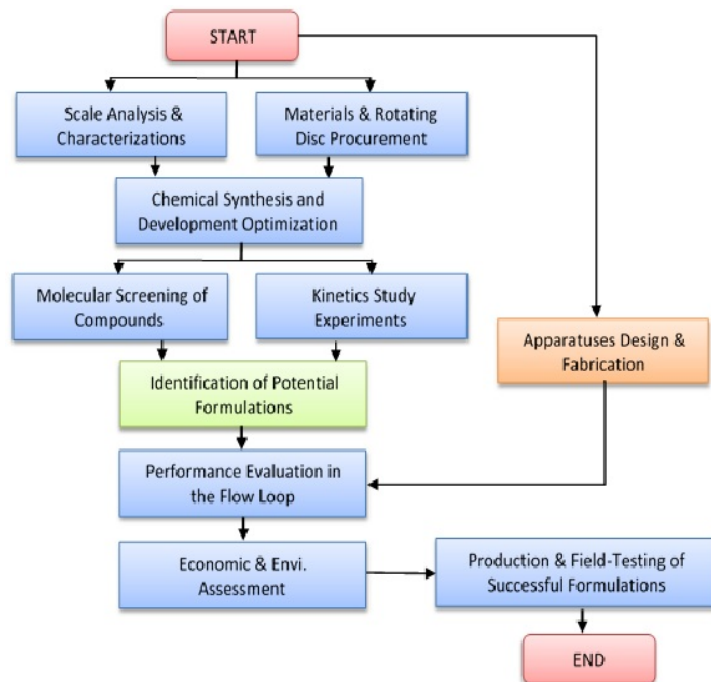 START
Scale Analysis &
Characterizations
Materials & Rotating
Disc Procurement
Chemical Synthesis and
Development Optimization
Molecular Screening of
Compounds
Kinetics Study
Experiments
Apparatuses Design &
Fabrication
Identification of Potential
Formulations
Performance Evaluation in
the Flow Loop
Economic & Envi.
Assessment
Production & Field-Testing of
Successful Formulations
END